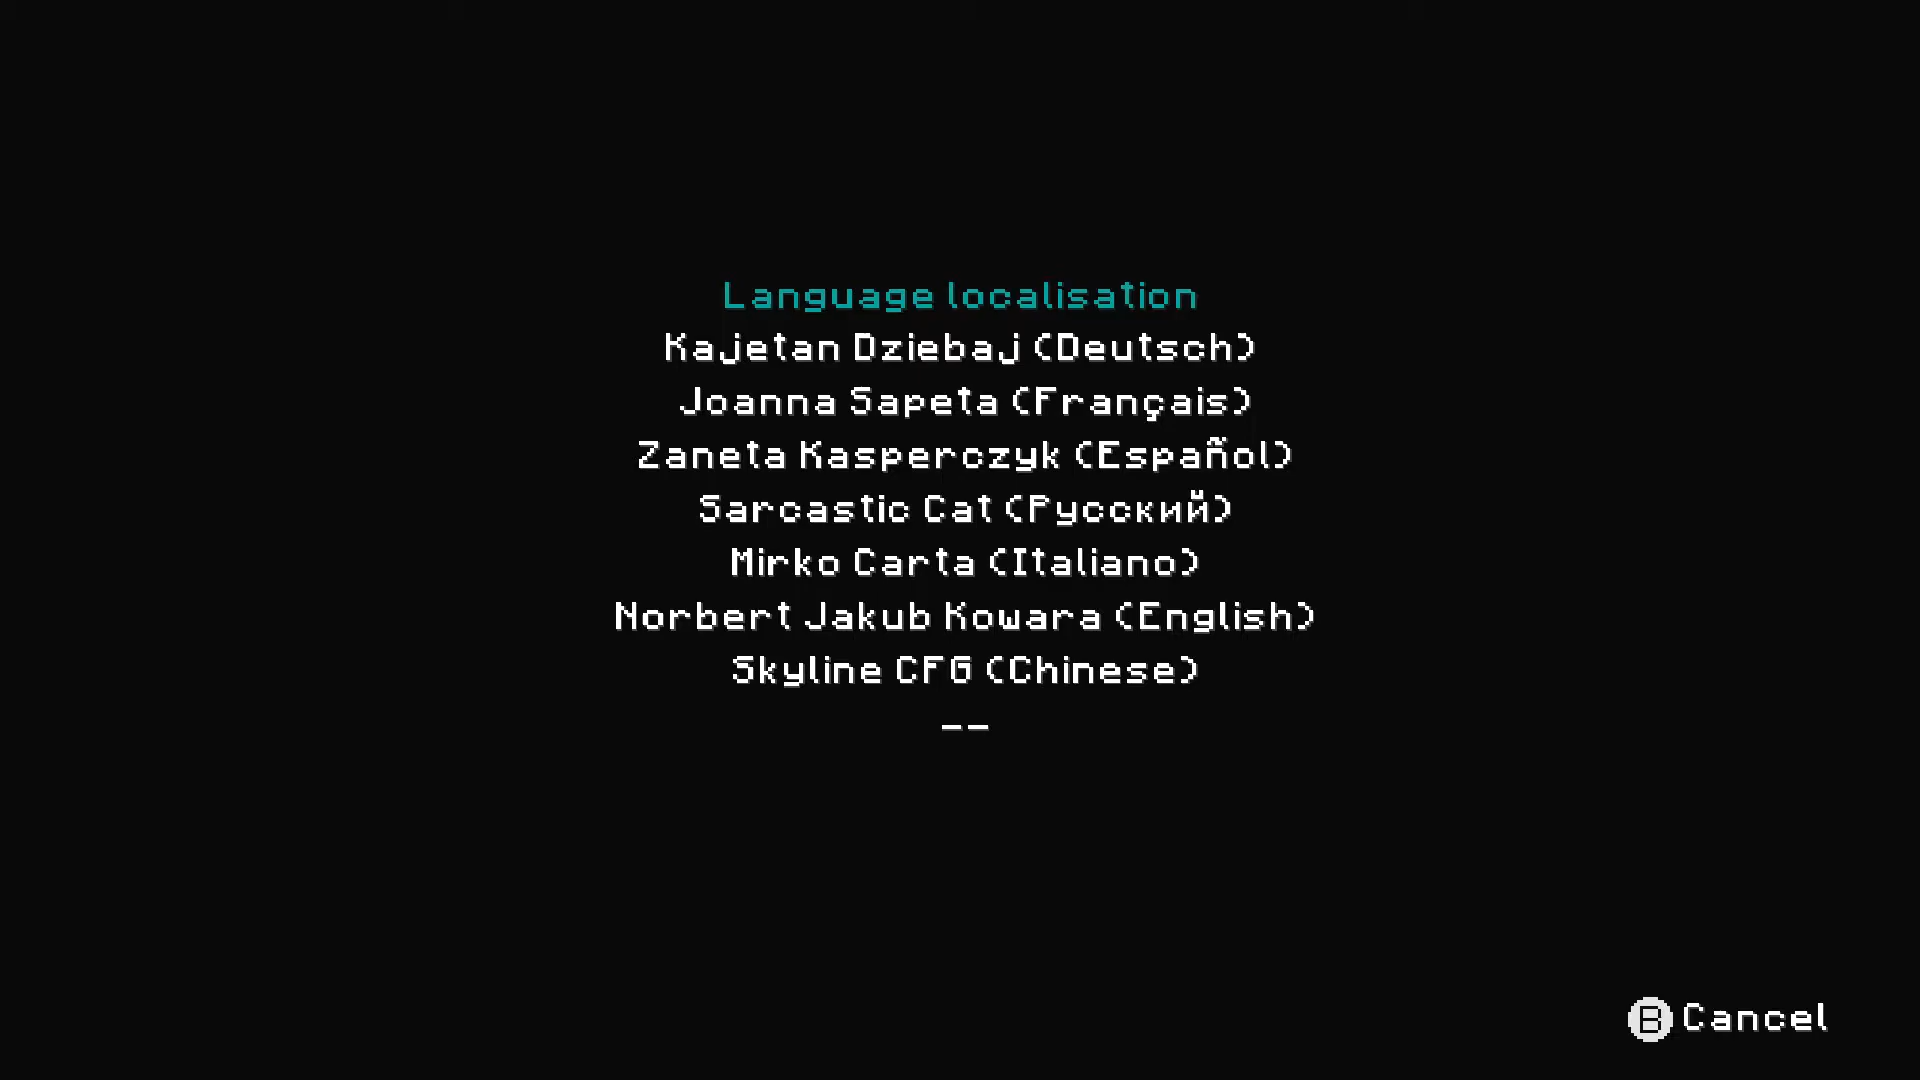 Language localisation
Kajetan Dziebaj (Deutsch)
Joanna Sapeta (Français)
Zaneta Kasperczyk (Español)
Sarcastic Cat (Русский)
Mirko Carta (Italiano)
Norbert Jakub Kowara (English)
Skyline CFG (Chinese)
--
B Cancel